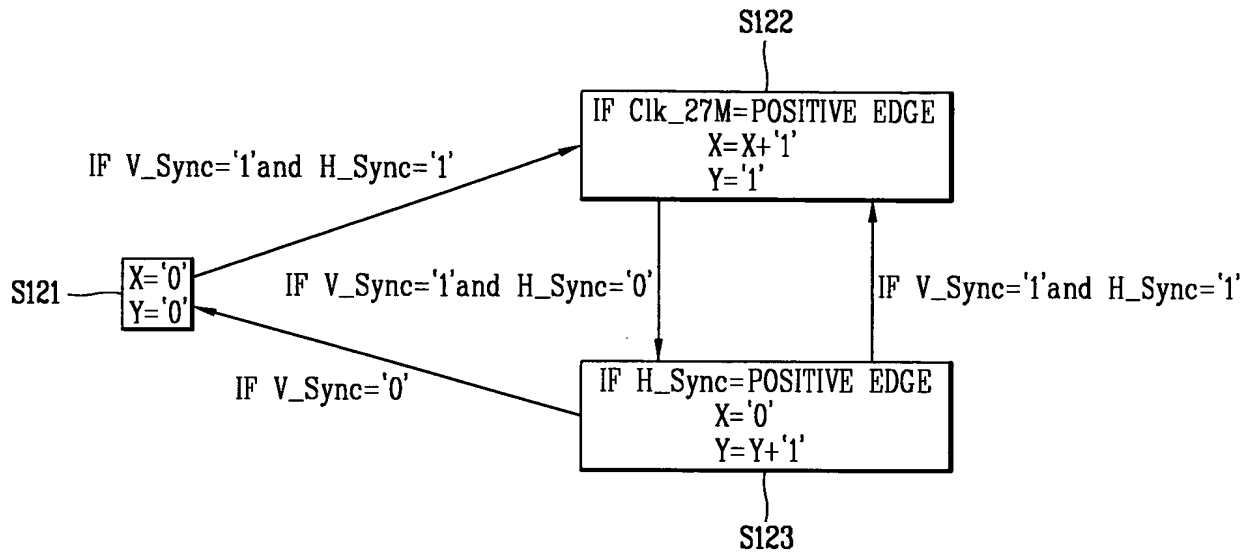 S122
IF Clk_27M=POSITIVE EDGE
X=X+‘1’
Y=‘1’
IF V_Sync=‘1’and H_Sync=‘1’
S121
X=‘0’
Y=‘0’
IF V_Sync=‘1’and H_Sync=‘0’
IF V_Sync=‘1’and H_Sync=‘1’
IF V_Sync=‘0’
IF H_Sync=POSITIVE EDGE
X=‘0’
Y=Y+‘1’
S123